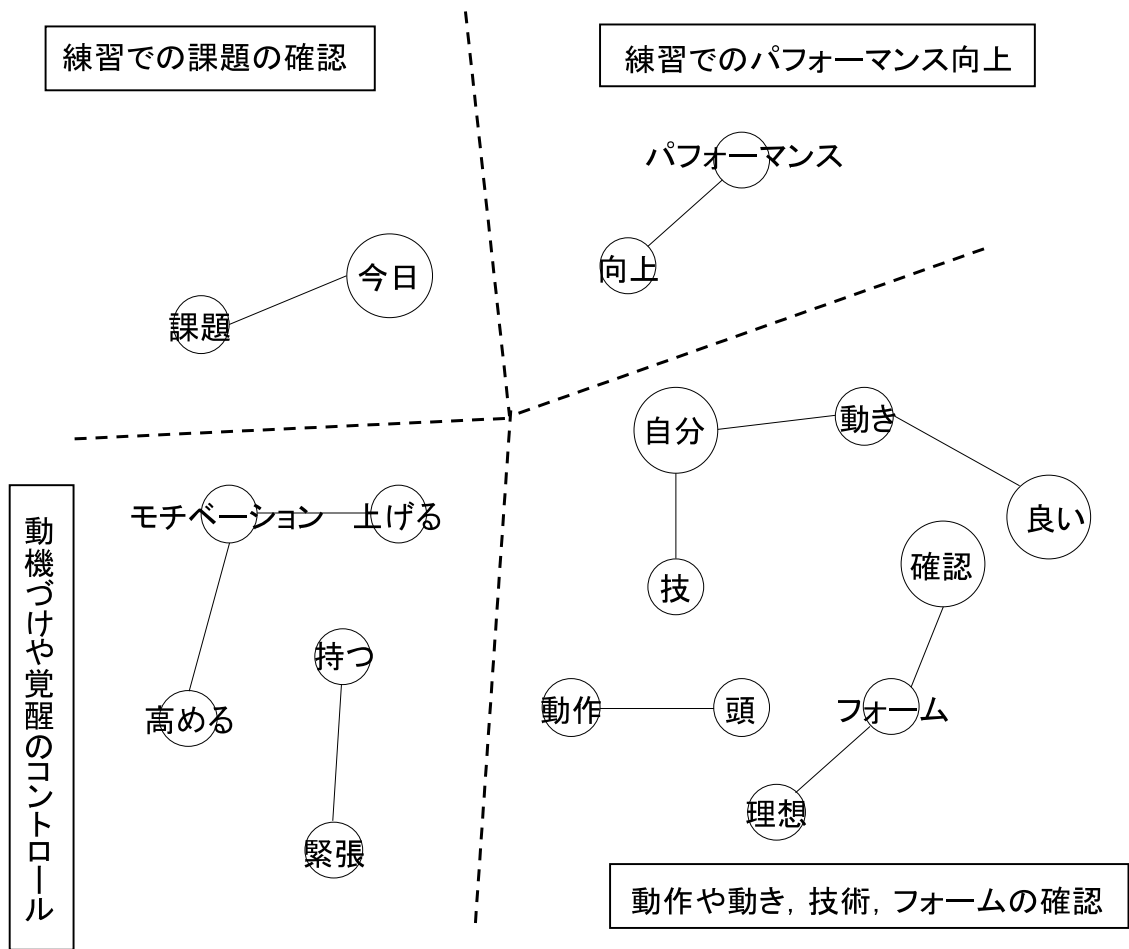 練習での課題の確認
練習でのパフォーマンス向上
パフォーマンス
向上
今日
課題
自分
動き
良い
技
確認
動作
頭
フォーム
理想
動作や動き, 技術, フォームの確認
動機づけや覚醒のコントロール
モチベーション
上げる
高める
持つ
緊張